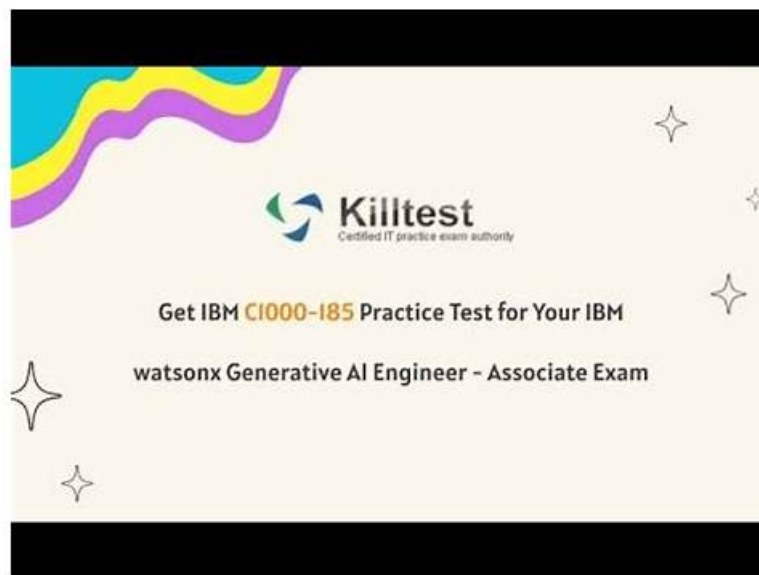 Killtest
Certified IT practice exam authority
Get IBM C1000-185 Practice Test for Your IBM
watsonx Generative AI Engineer - Associate Exam